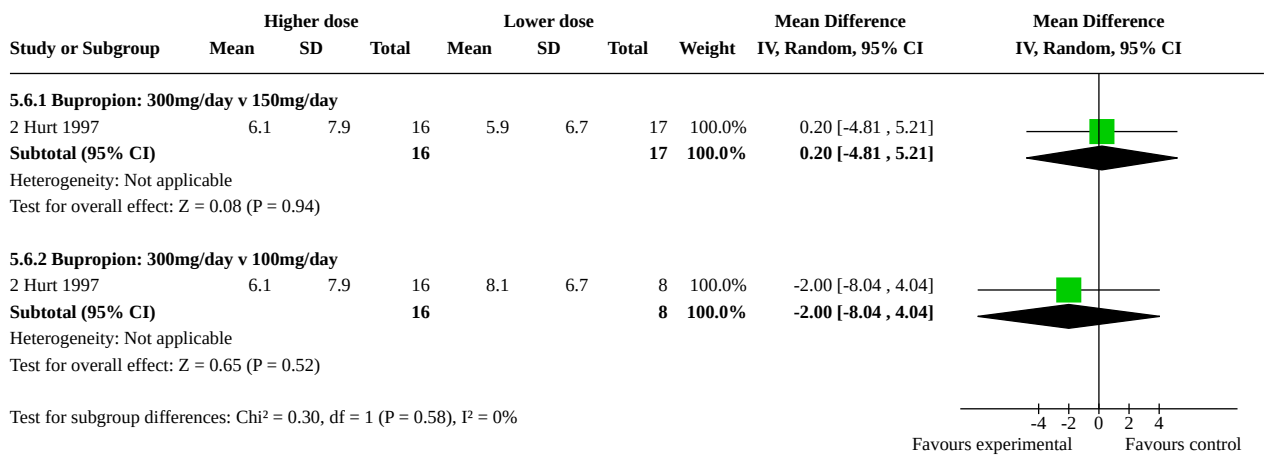 Higher dose Lower dose Mean Difference Mean Difference
Study or Subgroup Mean SD Total Mean SD Total Weight IV, Random, 95% CI IV, Random, 95% CI
5.6.1 Bupropion: 300mg/day v 150mg/day
2 Hurt 1997 6.1 7.9 16 5.9 6.7 17 100.0% 0.20 [-4.81 , 5.21]
Subtotal (95% CI) 16 17 100.0% 0.20 [-4.81 , 5.21]
Heterogeneity: Not applicable
Test for overall effect: Z = 0.08 (P = 0.94)
5.6.2 Bupropion: 300mg/day v 100mg/day
2 Hurt 1997 6.1 7.9 16 8.1 6.7 8 100.0% -2.00 [-8.04 , 4.04]
Subtotal (95% CI) 16 8 100.0% -2.00 [-8.04 , 4.04]
Heterogeneity: Not applicable
Test for overall effect: Z = 0.65 (P = 0.52)
Test for subgroup differences: Chi² = 0.30, df = 1 (P = 0.58), I² = 0%
-4 -2 0 2 4
Favours experimental Favours control